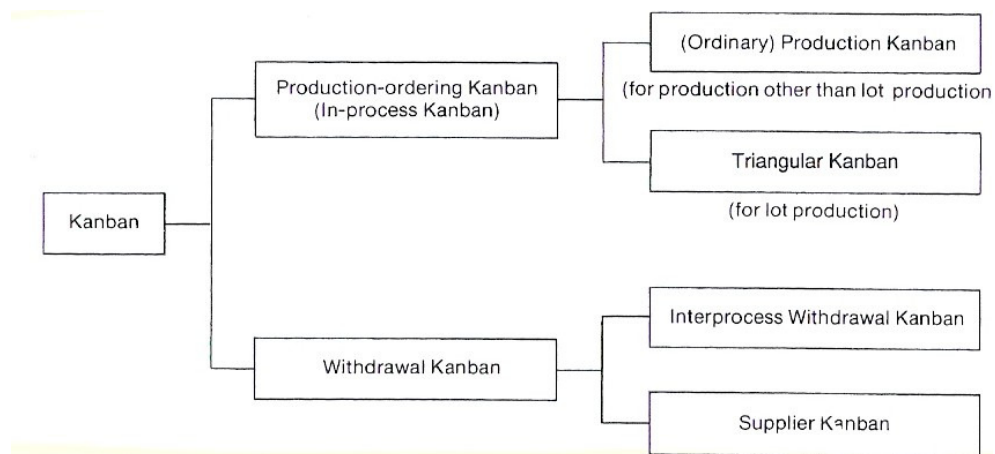 (Ordinary) Production Kanban
(for production other than lot production
Production-ordering Kanban
(In-process Kanban)
Triangular Kanban
(for lot production)
Kanban
Interprocess Withdrawal Kanban
Withdrawal Kanban
Supplier Kanban